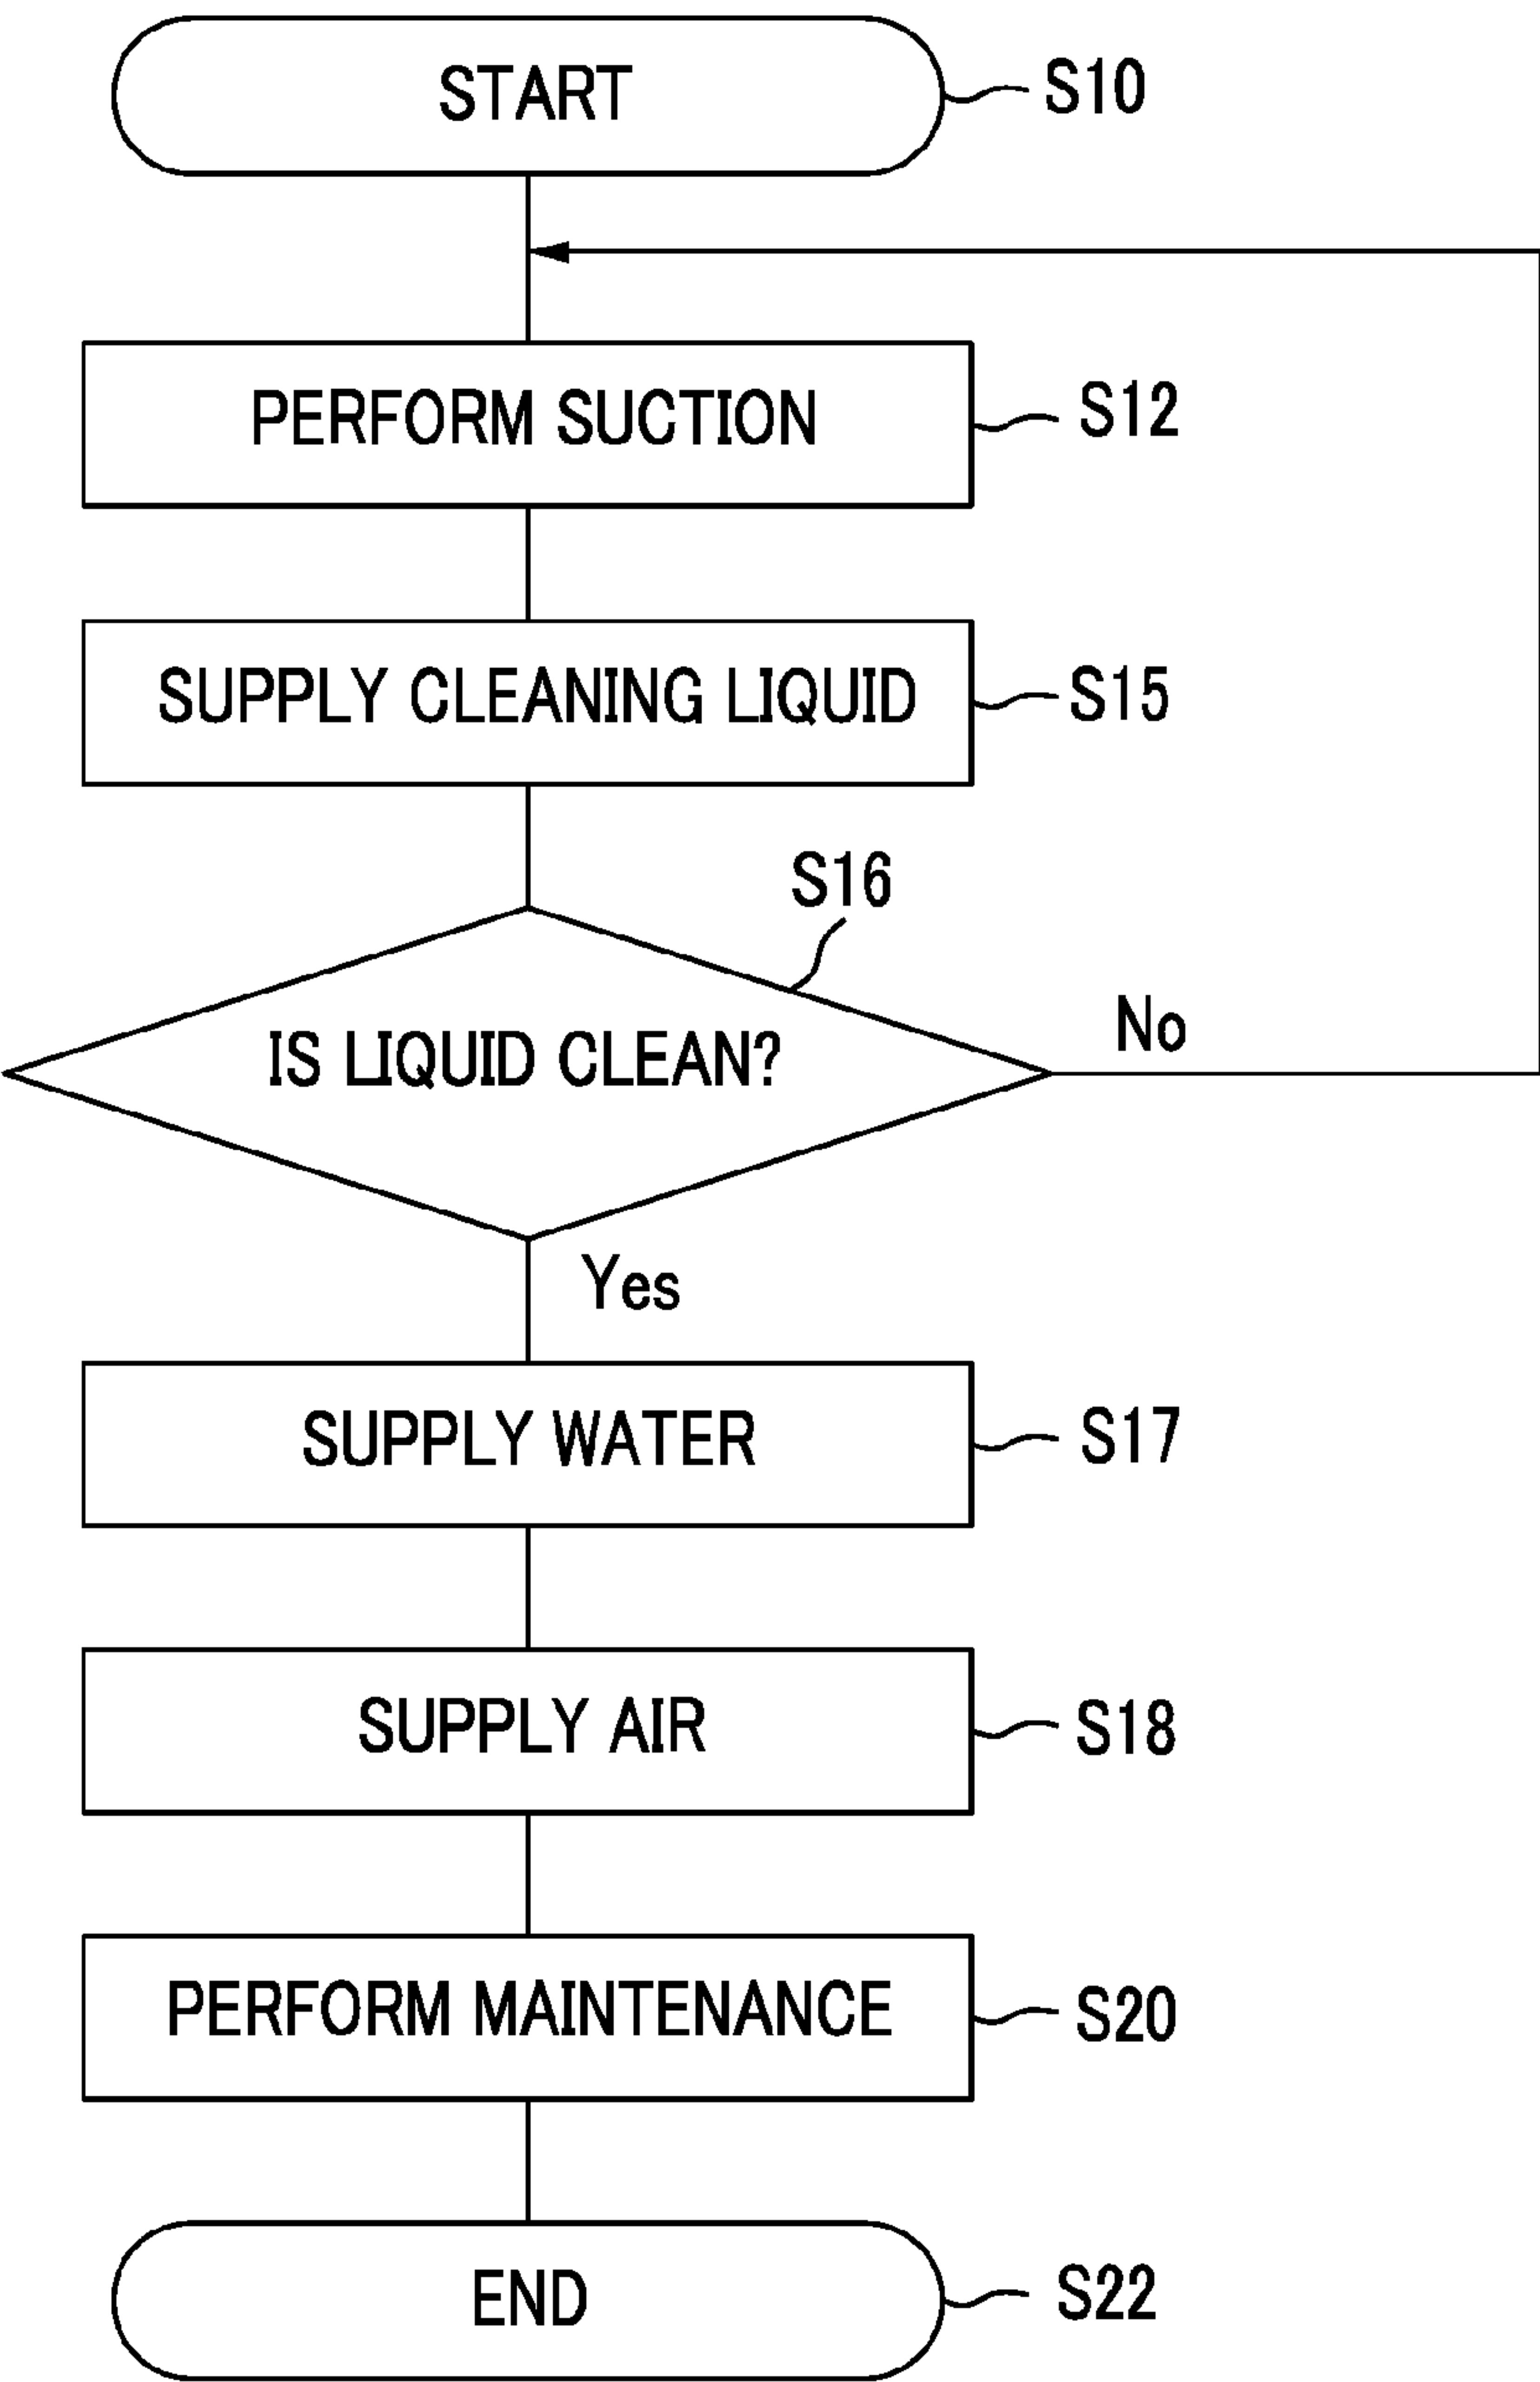 START
S10
PERFORM SUCTION
S12
SUPPLY CLEANING LIQUID
S15
S16
IS LIQUID CLEAN?
No
Yes
SUPPLY WATER
S17
SUPPLY AIR
S18
PERFORM MAINTENANCE
S20
END
S22